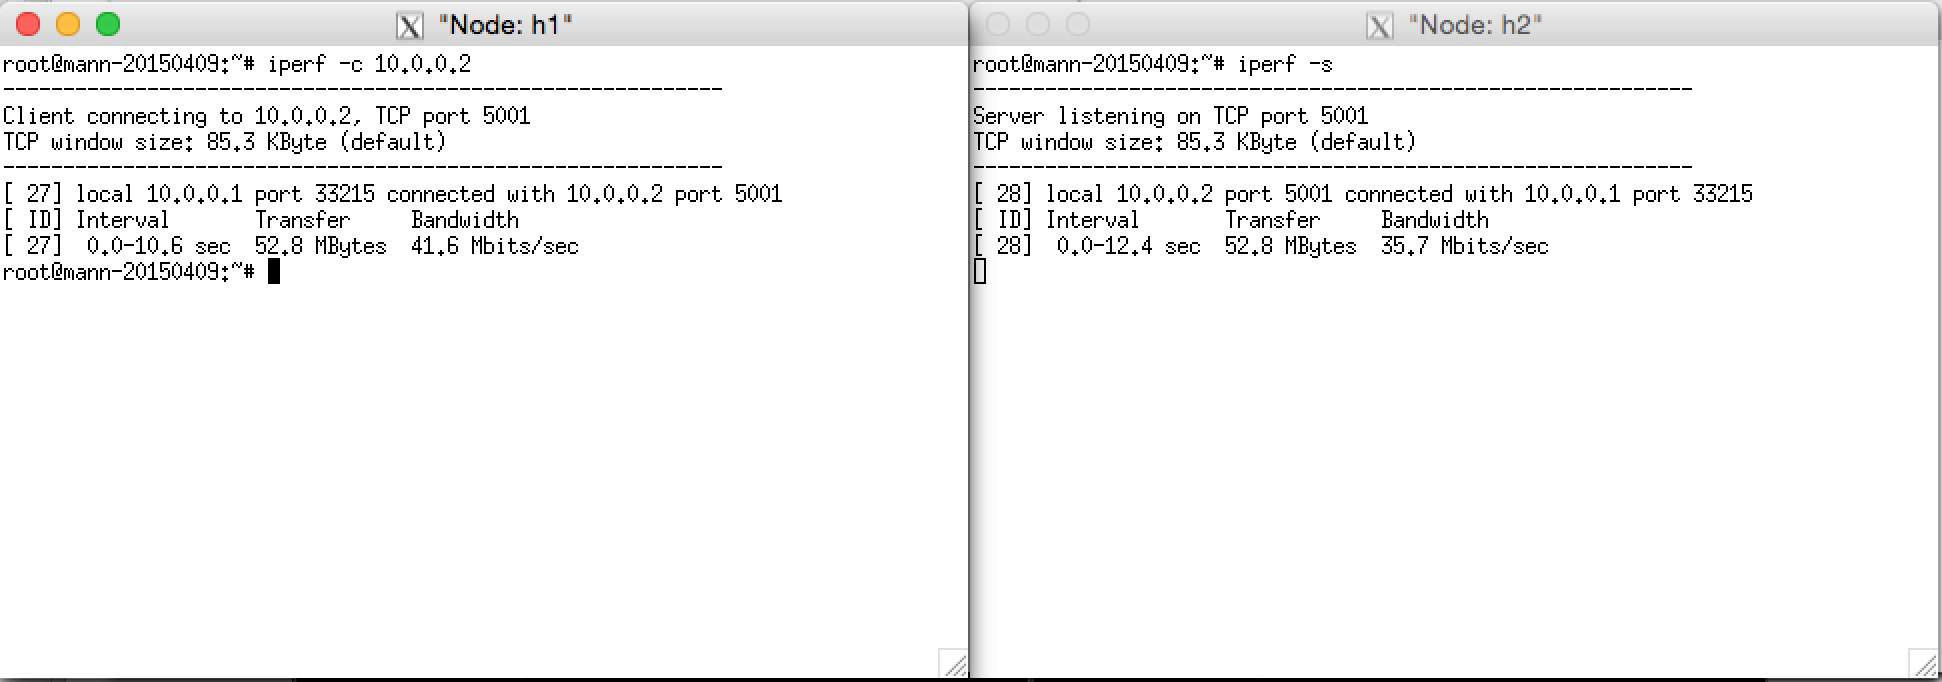 "Node: h1"
root@mann-20150409:~# iperf -c 10.0.0.2
------------------------------------------------------------
Client connecting to 10.0.0.2, TCP port 5001
TCP window size: 85.3 KByte (default)
------------------------------------------------------------
[ 27] local 10.0.0.1 port 33215 connected with 10.0.0.2 port 5001
[ ID] Interval       Transfer     Bandwidth
[ 27]  0.0-10.6 sec  52.8 MBytes  41.6 Mbits/sec
root@mann-20150409:~#
"Node: h2"
root@mann-20150409:~# iperf -s
------------------------------------------------------------
Server listening on TCP port 5001
TCP window size: 85.3 KByte (default)
------------------------------------------------------------
[ 28] local 10.0.0.2 port 5001 connected with 10.0.0.1 port 33215
[ ID] Interval       Transfer     Bandwidth
[ 28]  0.0-12.4 sec  52.8 MBytes  35.7 Mbits/sec